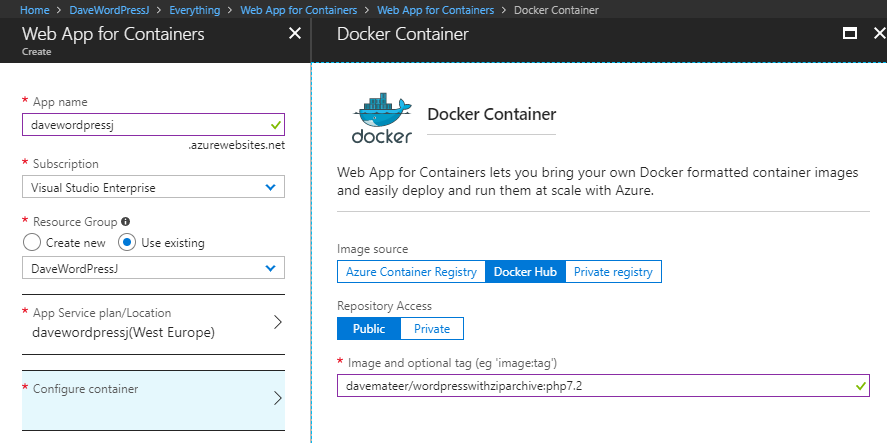 Home > DaveWordPressJ > Everything > Web App for Containers > Web App for Containers > Docker Container
Web App for Containers
Create
* App name
davewordpressj
.azurewebsites.net
* Subscription
Visual Studio Enterprise
* Resource Group
Create new
Use existing
DaveWordPressJ
* App Service plan/Location
davewordpressj(West Europe)
* Configure container
Docker Container
docker
Docker Container
Web App for Containers lets you bring your own Docker formatted container images
and easily deploy and run them at scale with Azure.
Image source
Azure Container Registry
Docker Hub
Private registry
Repository Access
Public
Private
* Image and optional tag (eg 'image:tag')
davemateer/wordpresswithziparchive:php7.2